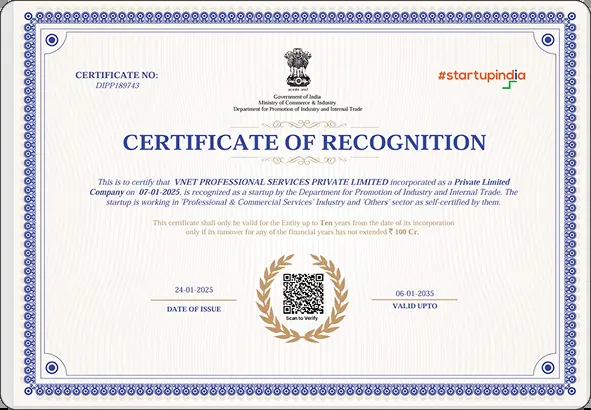 CERTIFICATE NO:
DIPP189743
#startupindia
Government of India
Ministry of Commerce & Industry
Department for Promotion of Industry and Internal Trade
CERTIFICATE OF RECOGNITION
This is to certify that VNET PROFESSIONAL SERVICES PRIVATE LIMITED incorporated as a Private Limited
Company on 07-01-2025, is recognized as a startup by the Department for Promotion of Industry and Internal Trade. The
startup is working in 'Professional & Commercial Services' Industry and 'Others' sector as self-certified by them.
This certificate shall only be valid for the Entity up to Ten years from the date of its incorporation
only if its turnover for any of the financial years has not extended ₹ 100 Cr.
24-01-2025
DATE OF ISSUE
Scan to Verify
06-01-2035
VALID UPTO